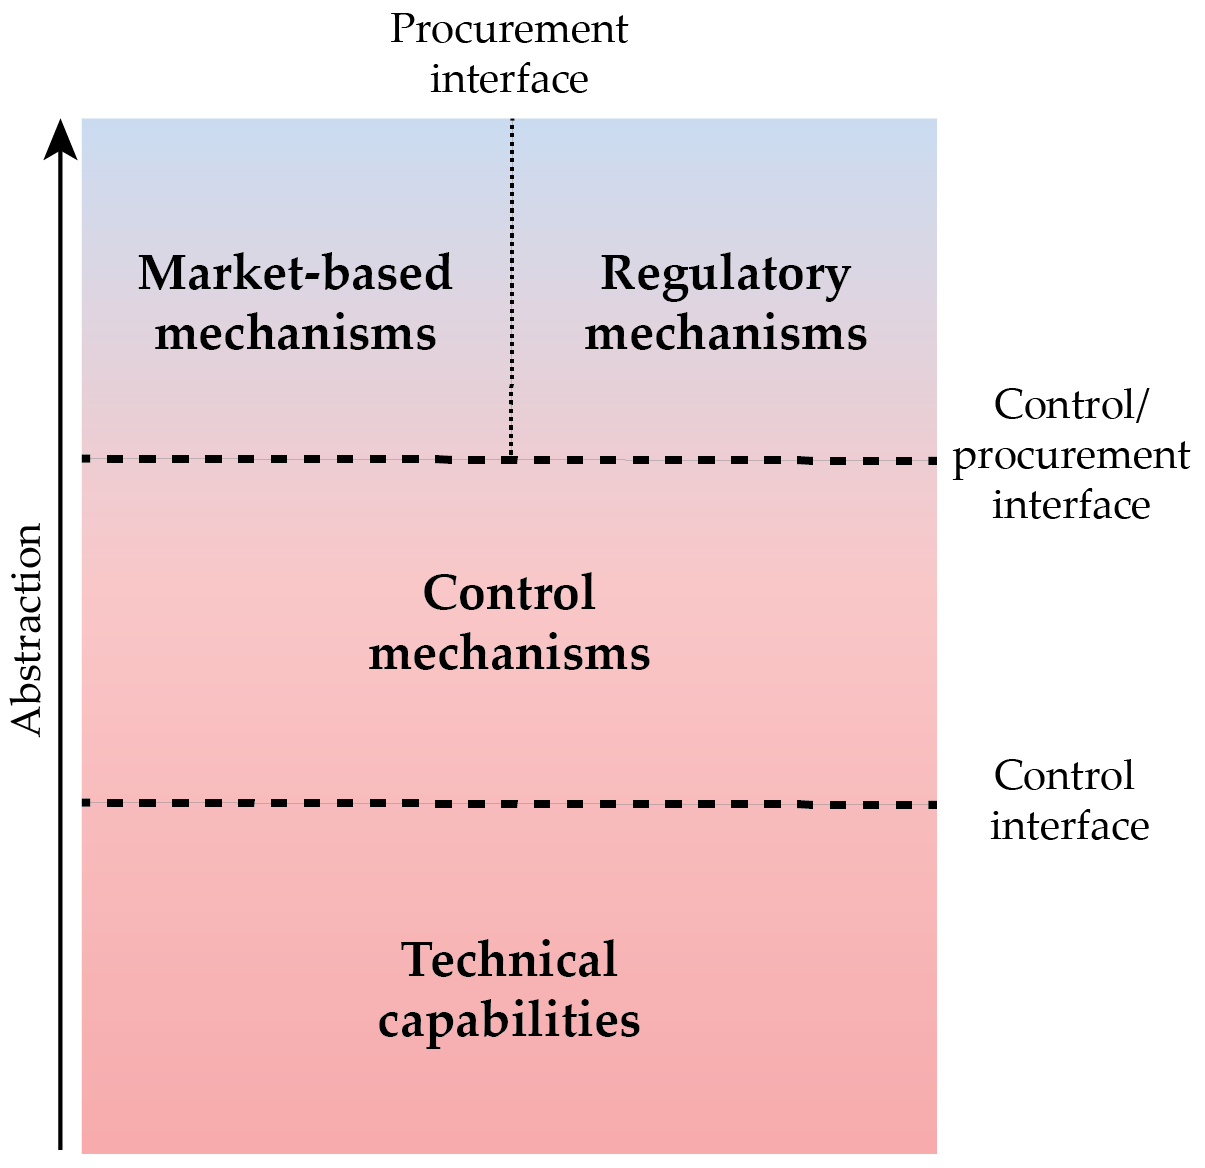 Procurement
interface
Market-based
mechanisms
Regulatory
mechanisms
Control/
procurement
interface
Control
mechanisms
Abstraction
Control
interface
Technical
capabilities